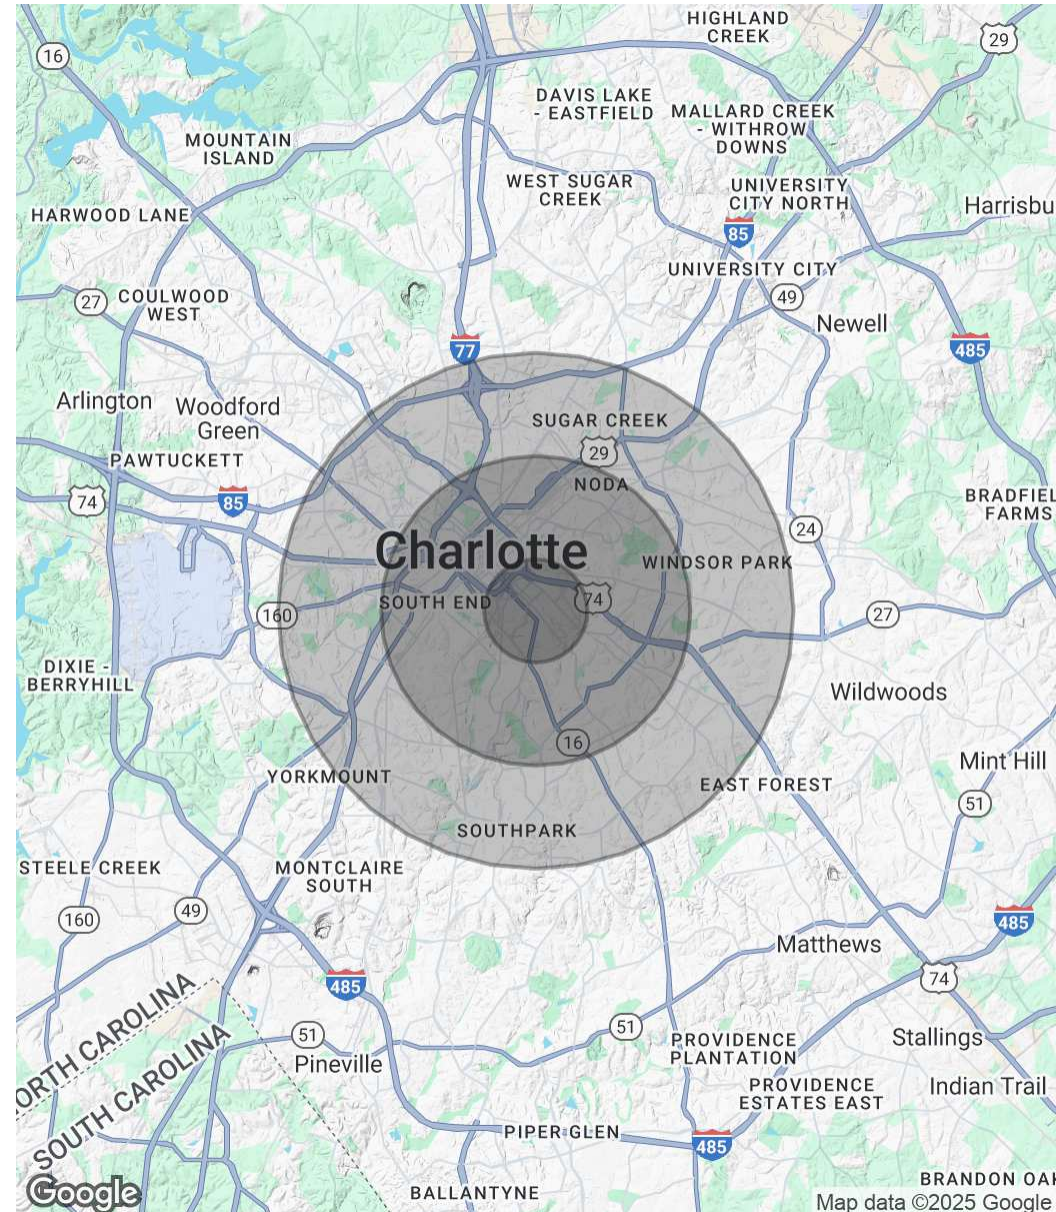 HIGHLAND
CREEK
16
29
DAVIS LAKE
- EASTFIELD
MALLARD CREEK
- WITHROW
DOWNS
MOUNTAIN
ISLAND
WEST SUGAR
CREEK
UNIVERSITY
CITY NORTH
HARWOOD LANE
Harrisbu
85
UNIVERSITY CITY
27
COULWOOD
WEST
49
Newell
77
485
Arlington
Woodford
Green
SUGAR CREEK
29
PAWTUCKETT
NODA
74
85
BRADFIEL
FARMS
24
Charlotte
WINDSOR PARK
SOUTH END
74
160
27
DIXIE -
BERRYHILL
Wildwoods
16
Mint Hill
YORKMOUNT
EAST FOREST
51
SOUTHPARK
STEELE CREEK
MONTCLAIRE
SOUTH
49
160
485
Matthews
74
485
NORTH CAROLINA
SOUTH CAROLINA
51
51
Pineville
PROVIDENCE
PLANTATION
Stallings
PROVIDENCE
ESTATES EAST
Indian Trail
PIPER GLEN
485
BALLANTYNE
BRANDON OAK
Google
Map data ©2025 Google